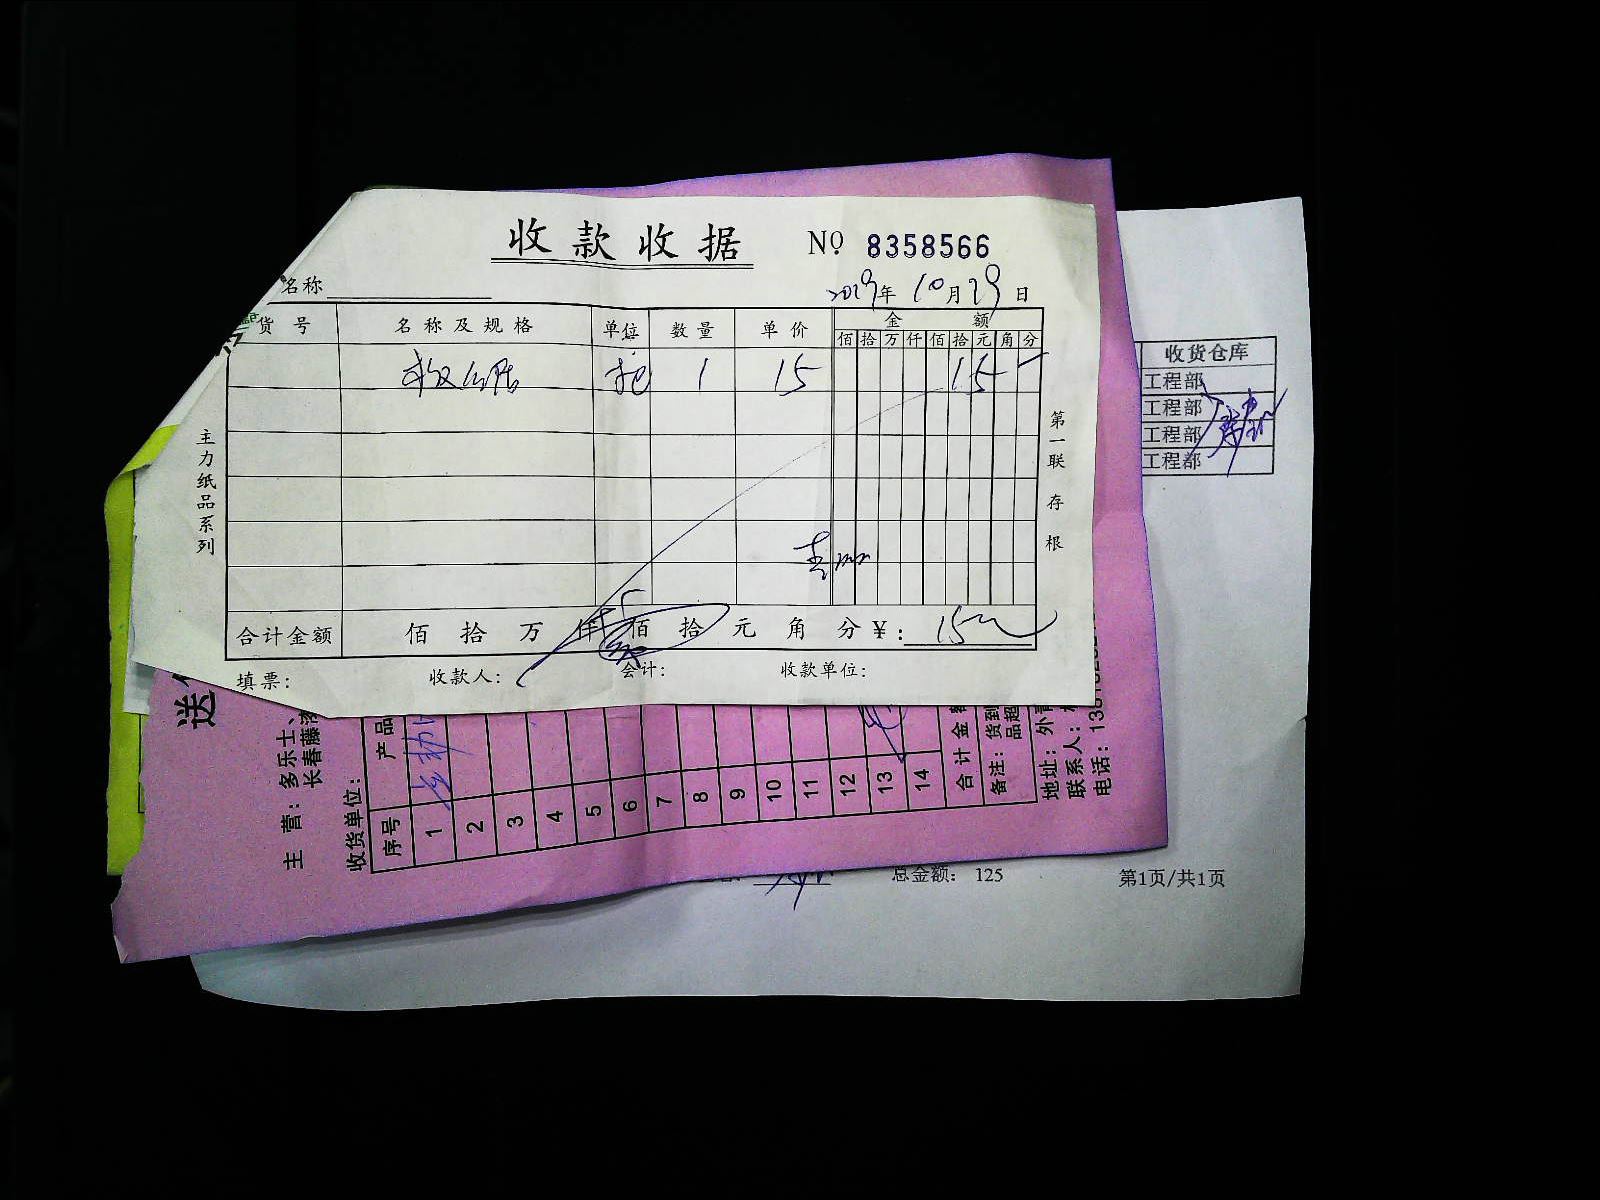 收款收据 № 8358566
名称
2019年10月29日
货号 名称及规格 单位 数量 单价 金额
佰 拾 万 仟 佰 拾 元 角 分
1 15 15
主力纸品系列
第一联 存根
合计金额 佰 拾 万 仟 佰 拾 元 角 分 ¥: 15
填票: 收款人: 会计: 收款单位:
收货仓库
工程部
工程部
工程部
工程部
送
主 营: 多乐士、
长春藤漆
收货单位:
序号 产品
1
2
3
4
5
6
7
8
9
10
11
12
13
14
合计金额
备注: 货到
品超
地址: 外
联系人:
电话:
总金额: 125
第1页/共1页